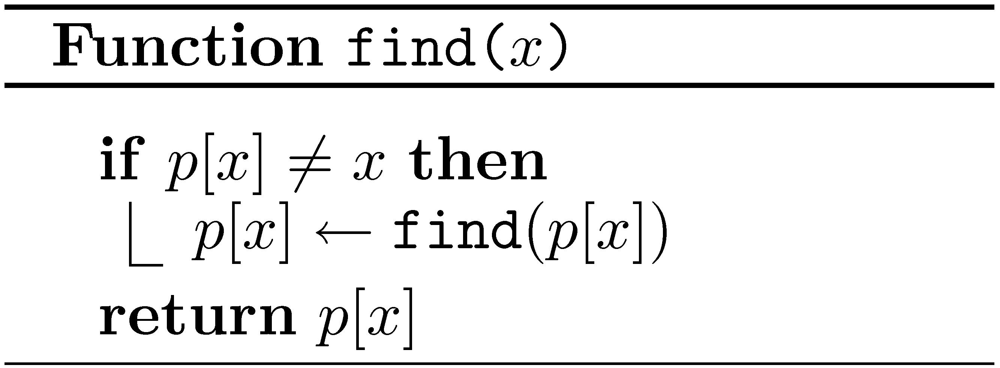 Function find(x)
if p[x] ≠ x then
p[x] ← find(p[x])
return p[x]